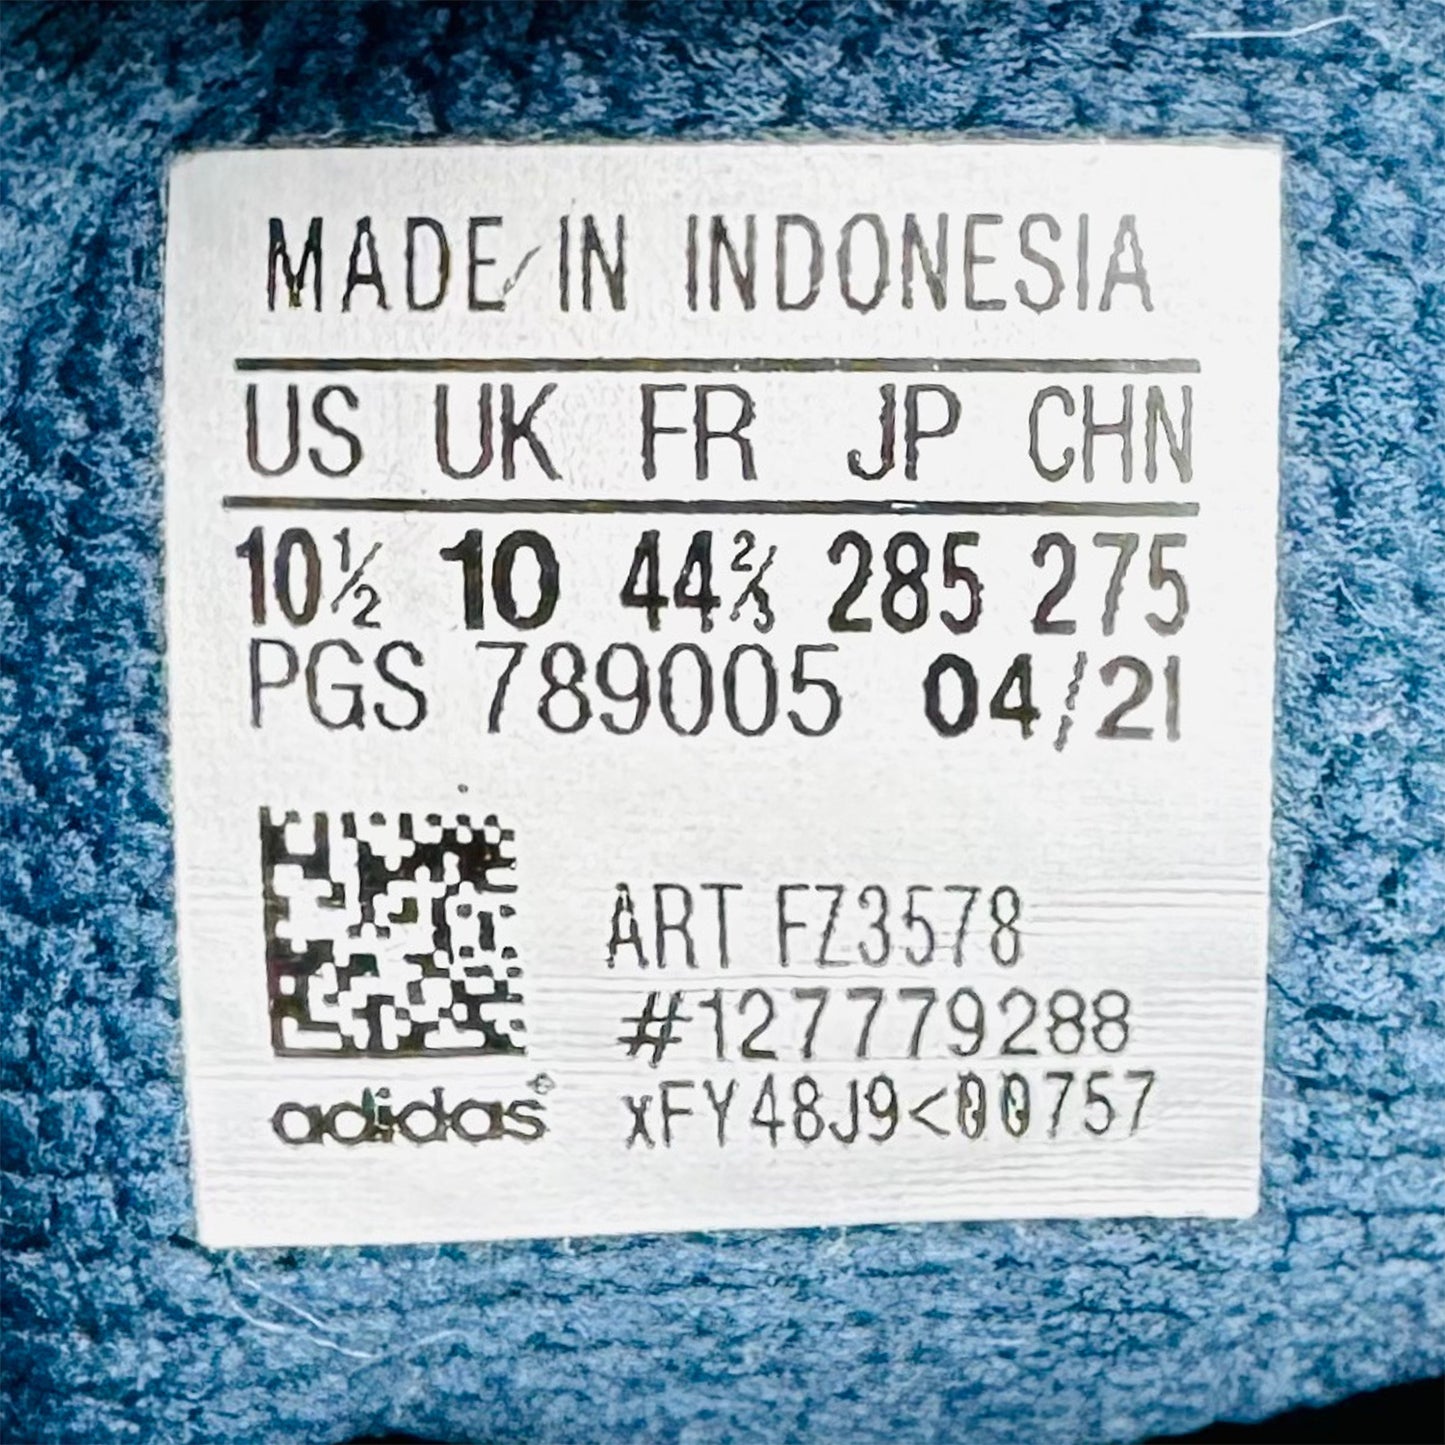 MADE IN INDONESIA
US UK FR JP CHN
10½ 10 44⅔ 285 275
PGS 789005 04/21
ART FZ3578
#127779288
xFY48J9<00757
adidas®